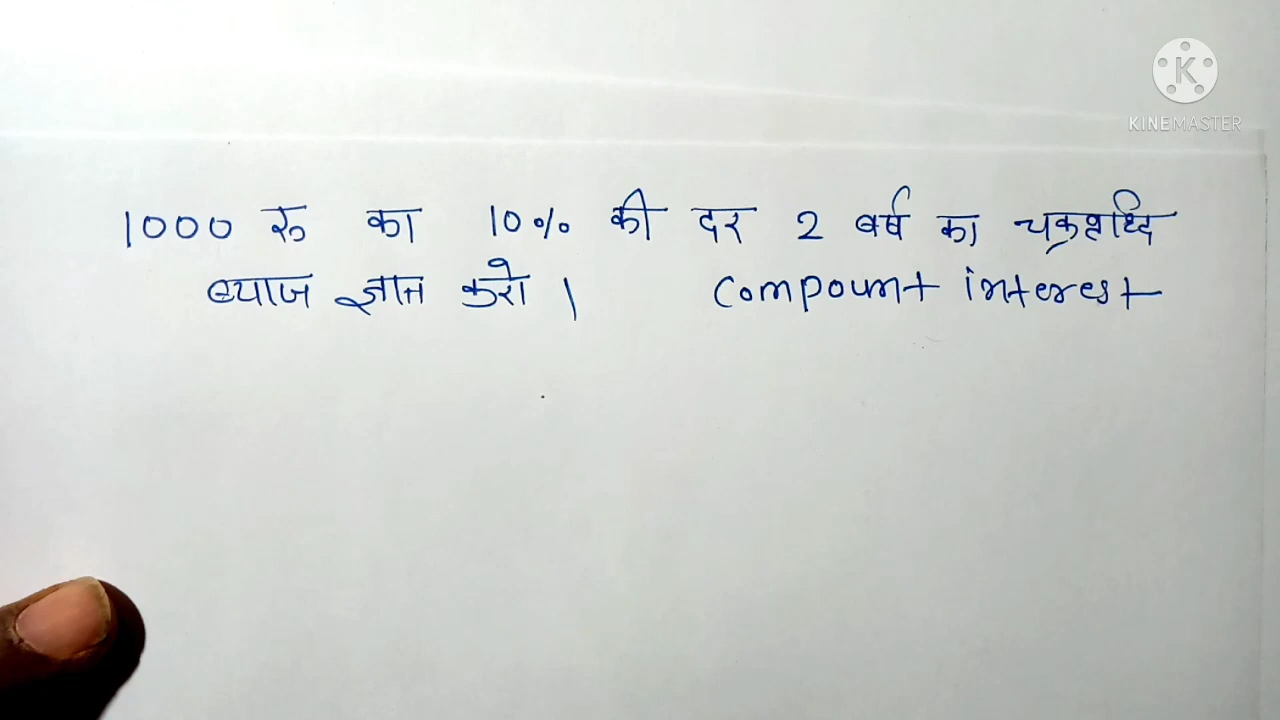 KINEMASTER
1000 रु का 10% की दर 2 वर्ष का चक्रवृध्दि
ब्याज ज्ञात करो । Compount interest